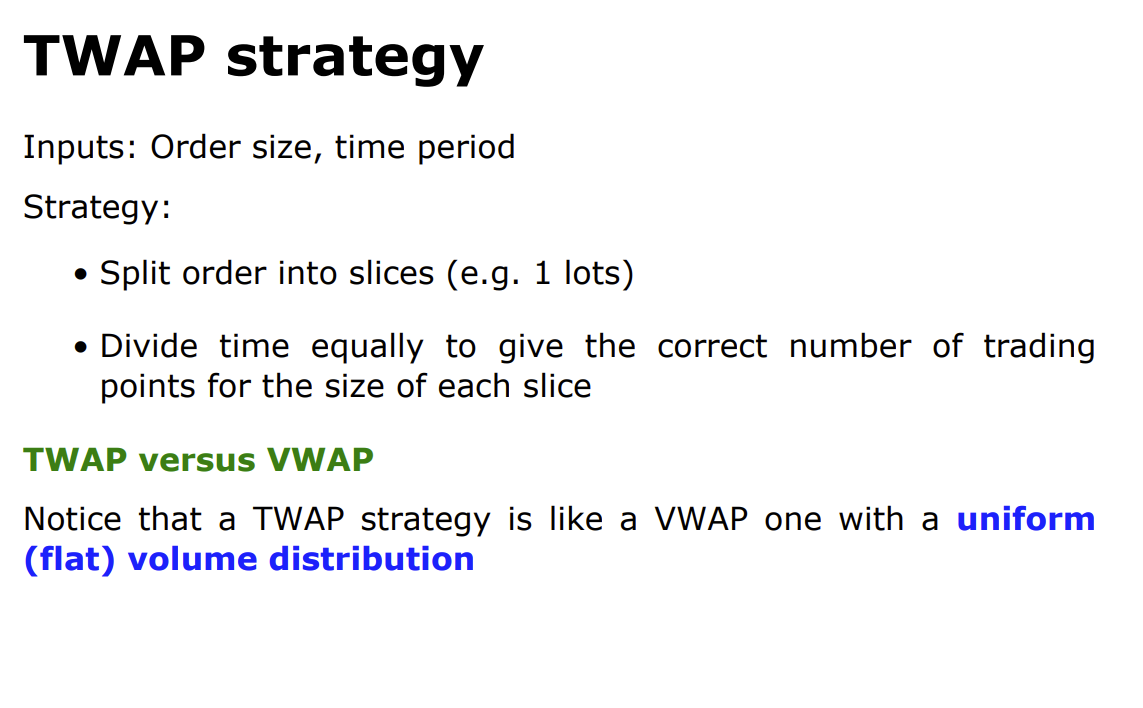 TWAP strategy
Inputs: Order size, time period
Strategy:
• Split order into slices (e.g. 1 lots)
• Divide time equally to give the correct number of trading
points for the size of each slice
TWAP versus VWAP
Notice that a TWAP strategy is like a VWAP one with a uniform
(flat) volume distribution